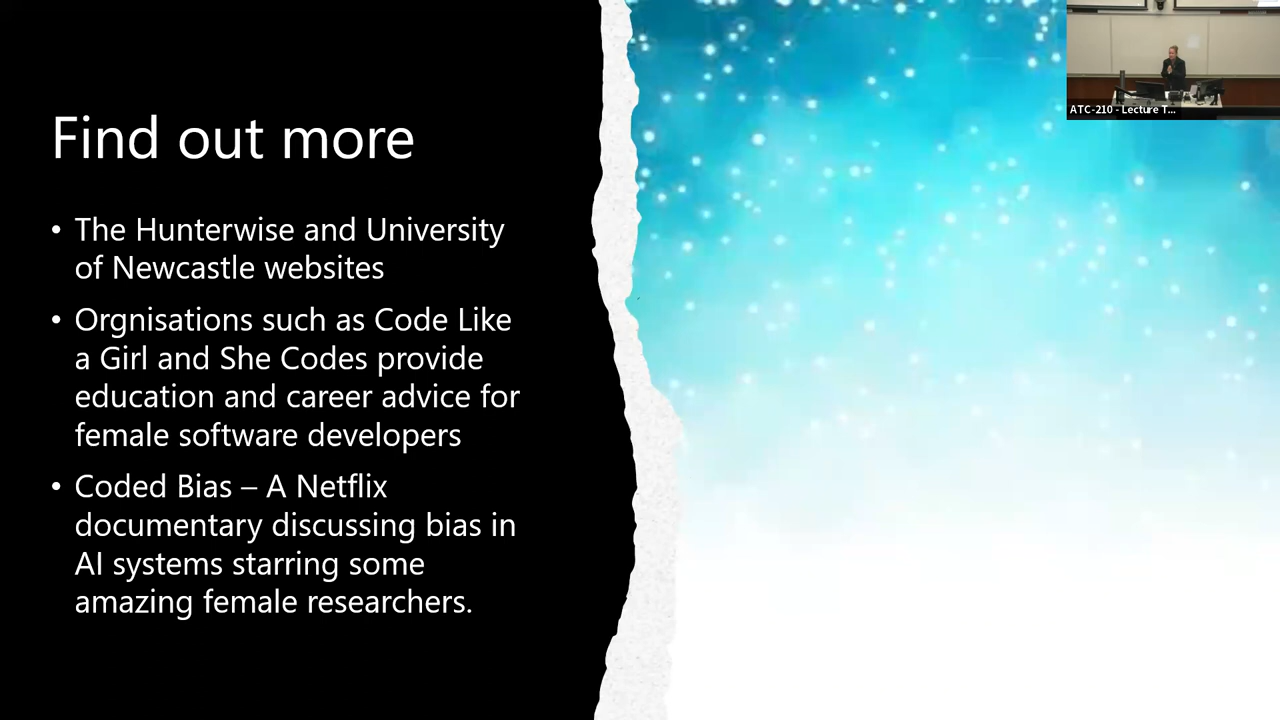 Find out more
• The Hunterwise and University
of Newcastle websites
• Orgnisations such as Code Like
a Girl and She Codes provide
education and career advice for
female software developers
• Coded Bias – A Netflix
documentary discussing bias in
AI systems starring some
amazing female researchers.
ATC-210 - Lecture T...